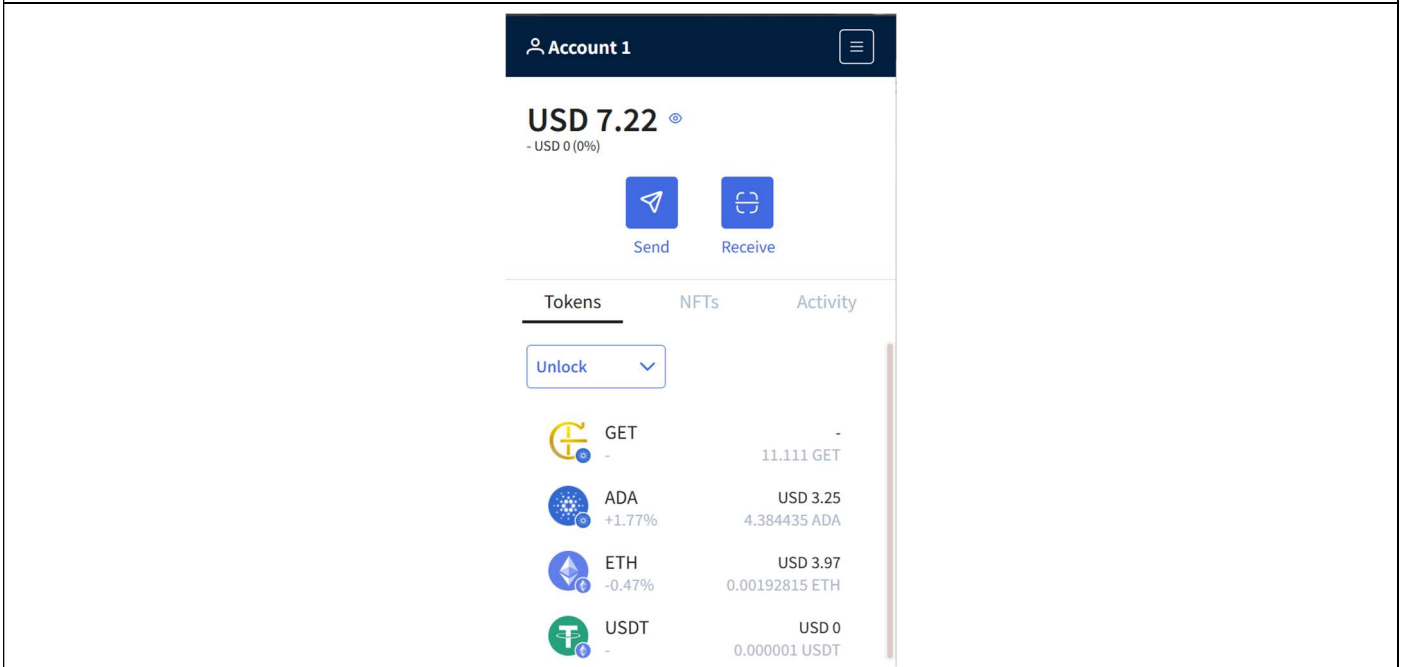 Account 1
USD 7.22
- USD 0 (0%)
Send Receive
Tokens NFTs Activity
Unlock
GET -
- 11.111 GET
ADA USD 3.25
+1.77% 4.384435 ADA
ETH USD 3.97
-0.47% 0.00192815 ETH
USDT USD 0
- 0.000001 USDT